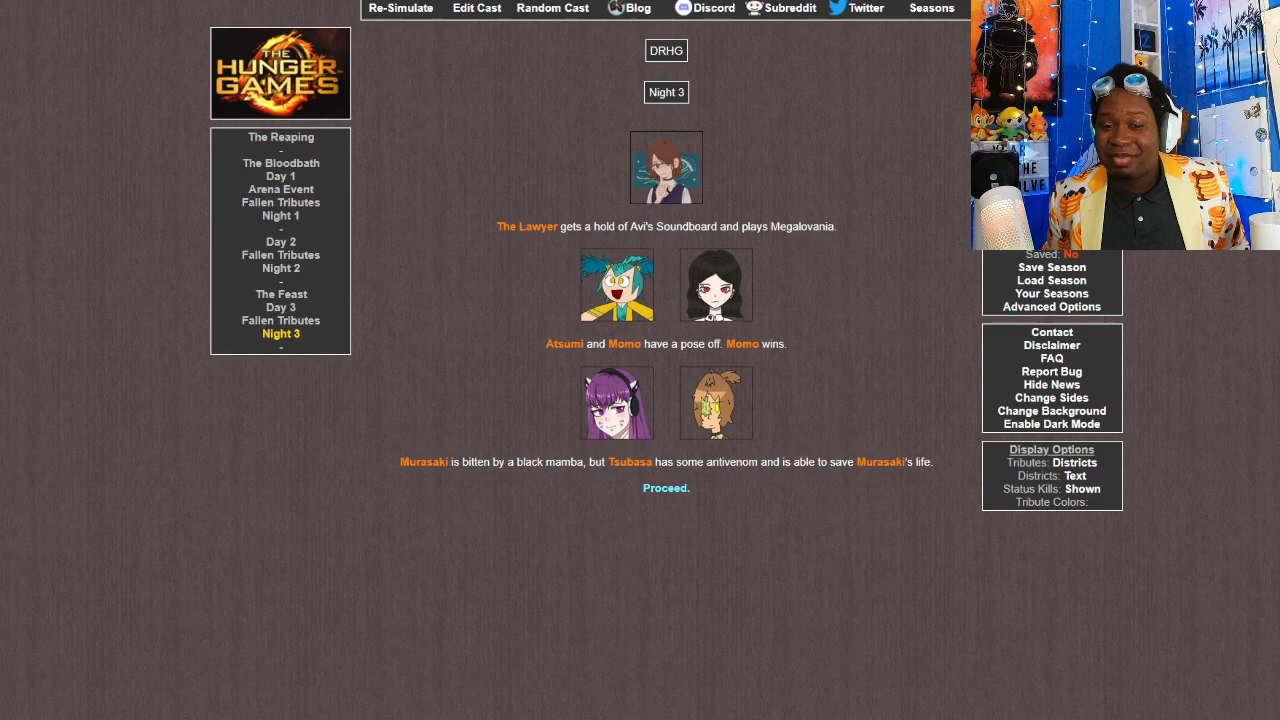 Re-Simulate Edit Cast Random Cast Blog Discord Subreddit Twitter Seasons
THE
HUNGER
GAMES
The Reaping
-
The Bloodbath
Day 1
Arena Event
Fallen Tributes
Night 1
-
Day 2
Fallen Tributes
Night 2
-
The Feast
Day 3
Fallen Tributes
Night 3
-
DRHG
Night 3
The Lawyer gets a hold of Avi's Soundboard and plays Megalovania.
Atsumi and Momo have a pose off. Momo wins.
Murasaki is bitten by a black mamba, but Tsubasa has some antivenom and is able to save Murasaki's life.
Proceed.
THE
Saved: No
Save Season
Load Season
Your Seasons
Advanced Options
Contact
Disclaimer
FAQ
Report Bug
Hide News
Change Sides
Change Background
Enable Dark Mode
Display Options
Tributes: Districts
Districts: Text
Status Kills: Shown
Tribute Colors: